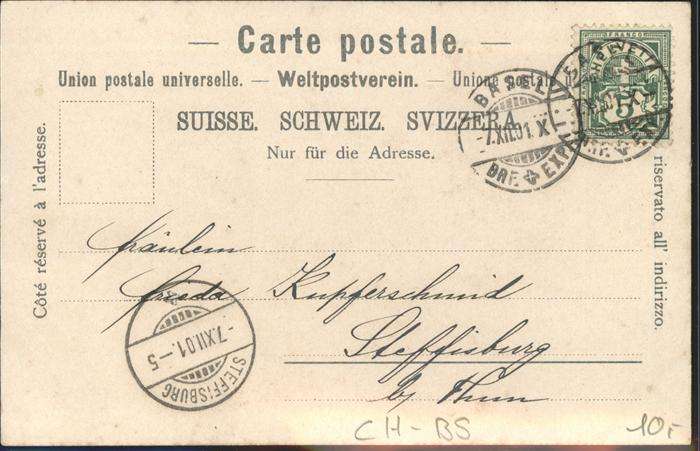 — Carte postale. —
Union postale universelle. — Weltpostverein. — Unione postale
SUISSE. SCHWEIZ. SVIZZERA.
Nur für die Adresse.
Côté réservé à l'adresse.
riservato all' indirizzo.
FRANCO
5
BASEL
-7.XII.01.X
BRF. EXP.
Fräulein
Frieda Kupferschmid
Steffisburg
b/ Thun
-7.XII.01.-5
STEFFISBURG
CH-BS
10.-